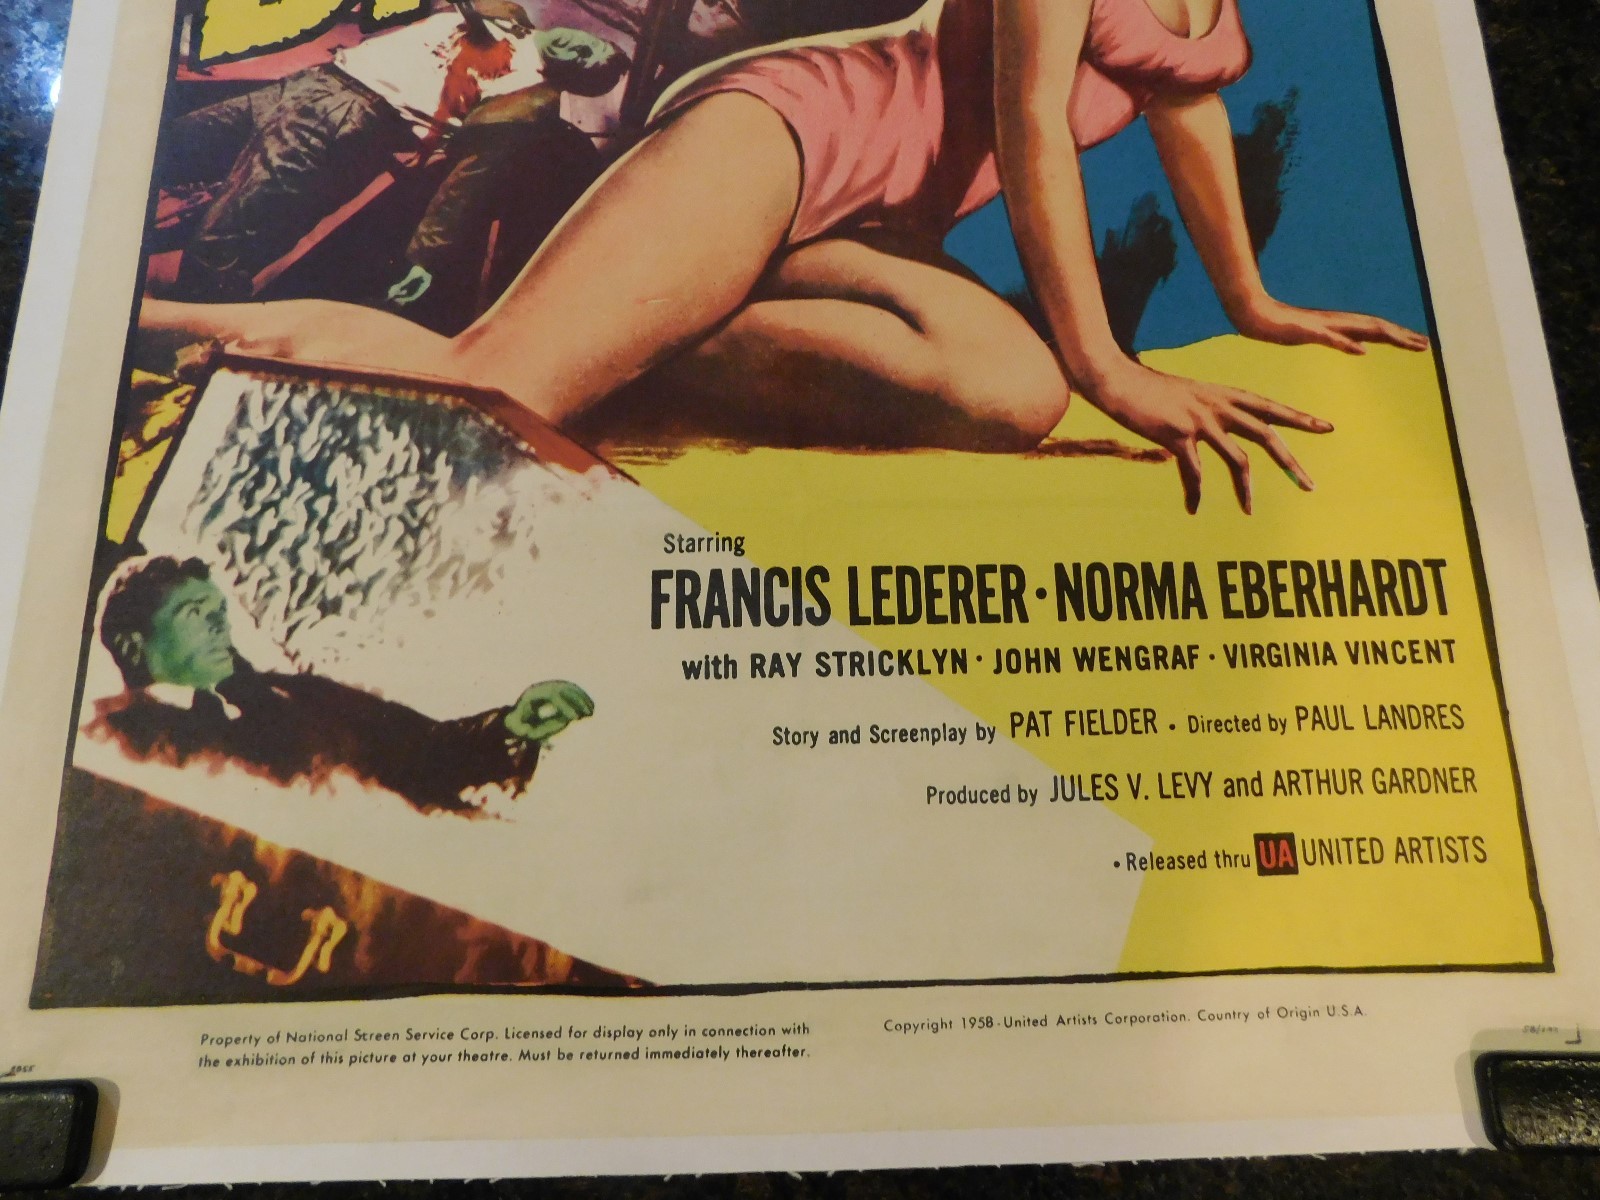 Starring
FRANCIS LEDERER · NORMA EBERHARDT
with RAY STRICKLYN · JOHN WENGRAF · VIRGINIA VINCENT
Story and Screenplay by PAT FIELDER · Directed by PAUL LANDRES
Produced by JULES V. LEVY and ARTHUR GARDNER
• Released thru UA UNITED ARTISTS
Property of National Screen Service Corp. Licensed for display only in connection with
the exhibition of this picture at your theatre. Must be returned immediately thereafter.
Copyright 1958 - United Artists Corporation. Country of Origin U.S.A.